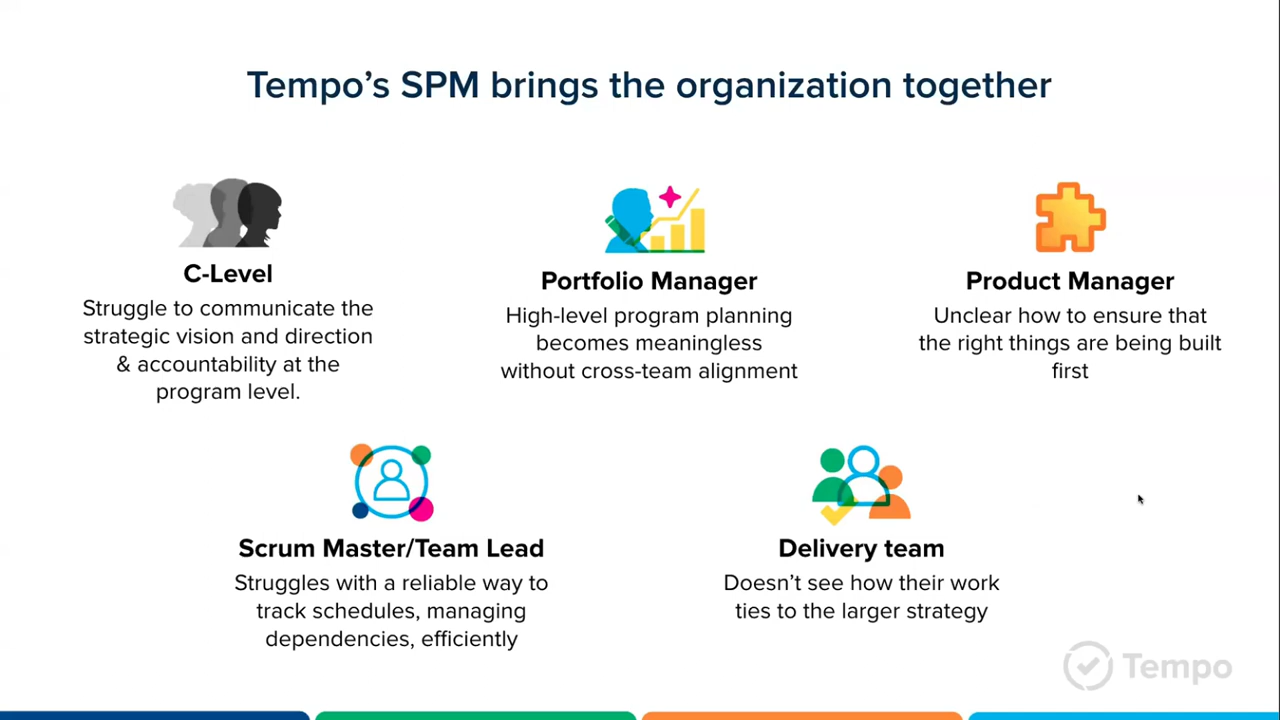 Tempo’s SPM brings the organization together
C-Level
Struggle to communicate the
strategic vision and direction
& accountability at the
program level.
Portfolio Manager
High-level program planning
becomes meaningless
without cross-team alignment
Product Manager
Unclear how to ensure that
the right things are being built
first
Scrum Master/Team Lead
Struggles with a reliable way to
track schedules, managing
dependencies, efficiently
Delivery team
Doesn’t see how their work
ties to the larger strategy
Tempo